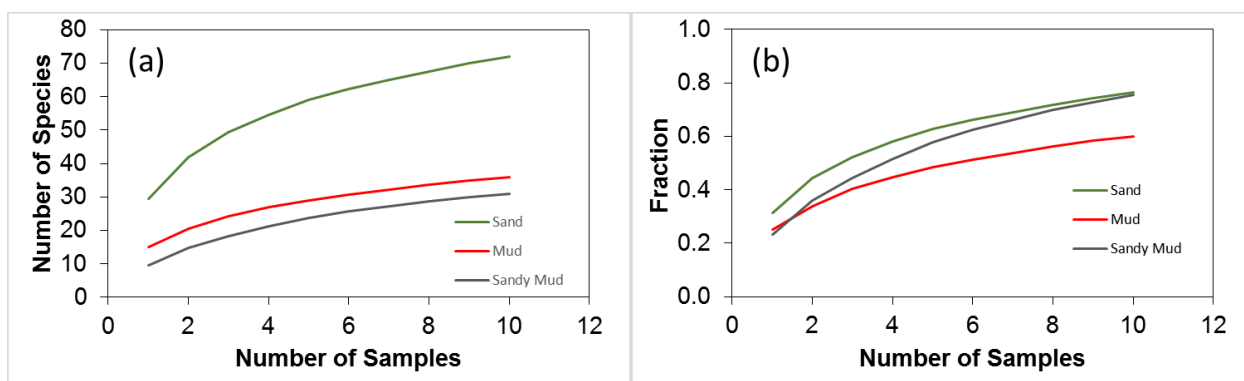 (a)
Number of Species
80
70
60
50
40
30
20
10
0
0 2 4 6 8 10 12
Number of Samples
Sand
Mud
Sandy Mud
(b)
Fraction
1.0
0.8
0.6
0.4
0.2
0.0
0 2 4 6 8 10 12
Number of Samples
Sand
Mud
Sandy Mud